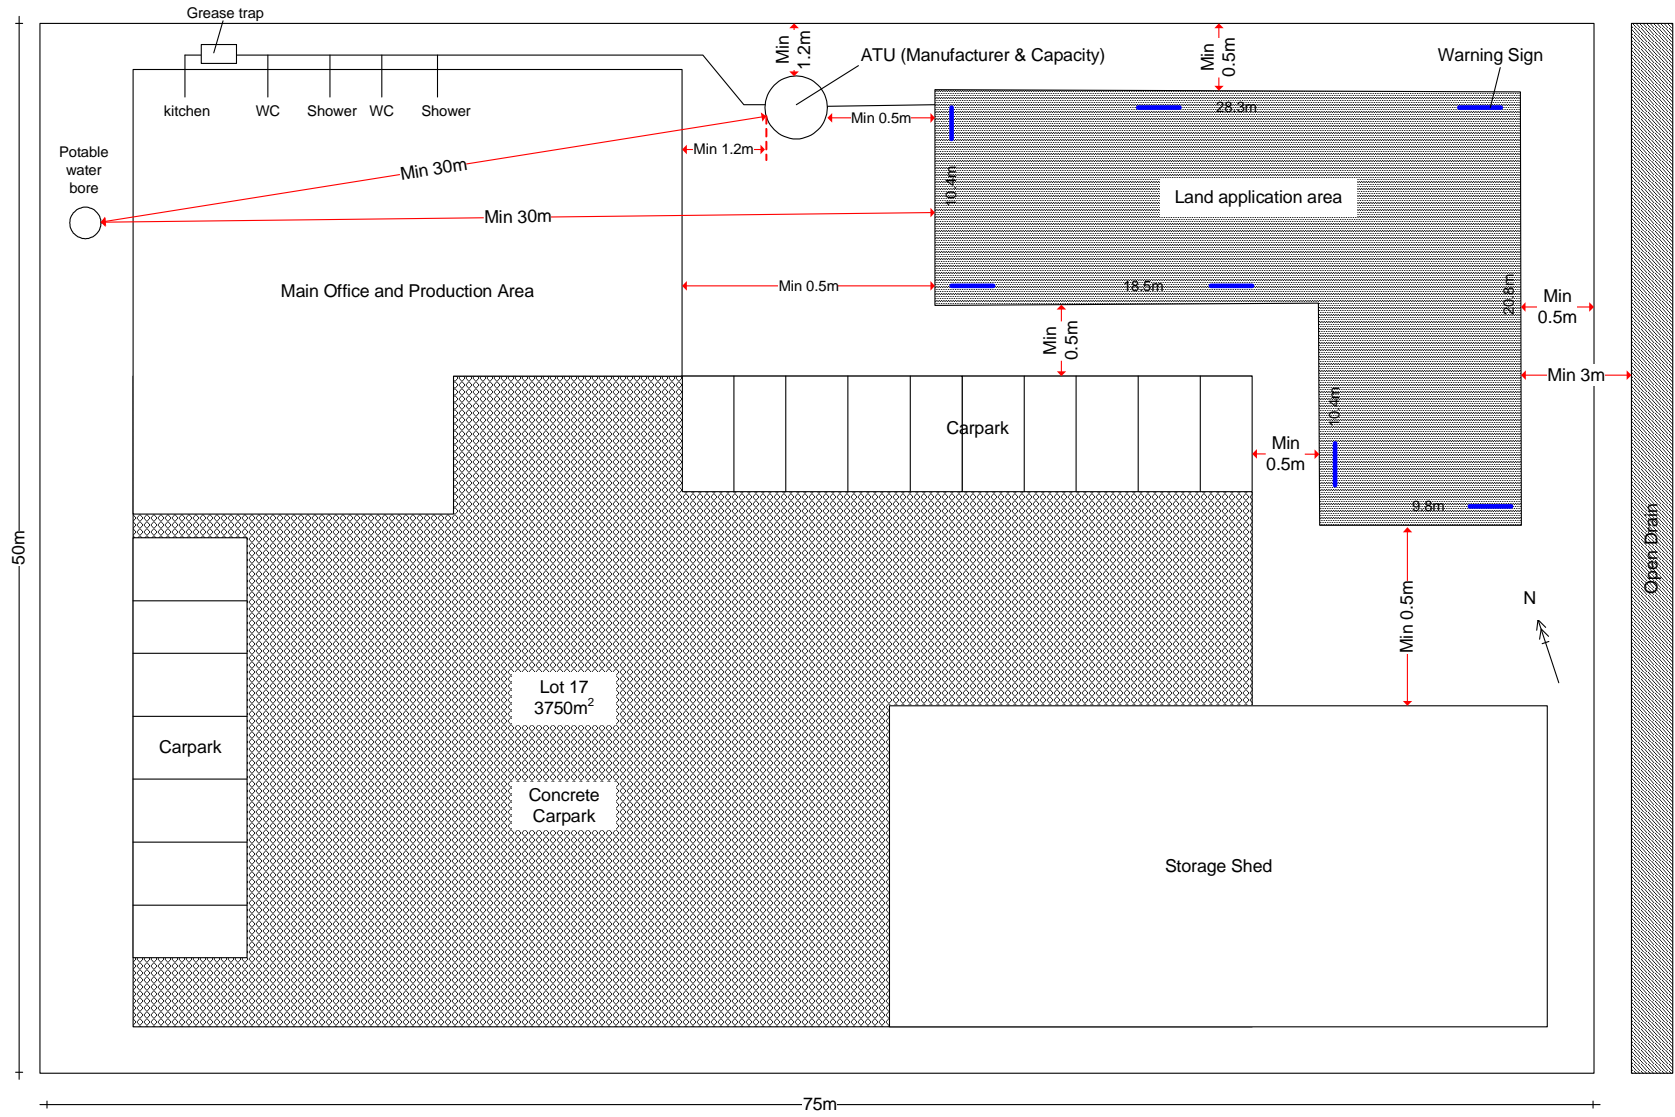 Grease trap
Min
1.2m
ATU (Manufacturer & Capacity)
Min
0.5m
Warning Sign
kitchen
WC
Shower
WC
Shower
28.3m
Min 0.5m
Potable
water
bore
Min 1.2m
Min 30m
10.4m
Land application area
Min 30m
Main Office and Production Area
Min 0.5m
18.5m
20.8m
Min
0.5m
Min
0.5m
Min 3m
Carpark
10.4m
Min
0.5m
9.8m
50m
Open Drain
Min 0.5m
N
Lot 17
3750m²
Carpark
Concrete
Carpark
Storage Shed
75m